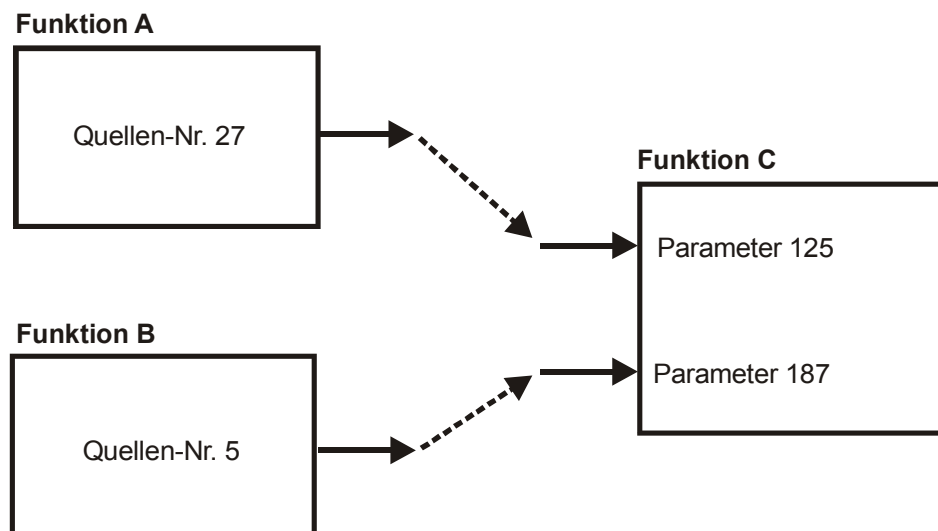 Funktion A
Quellen-Nr. 27
Funktion C
Parameter 125
Funktion B
Parameter 187
Quellen-Nr. 5